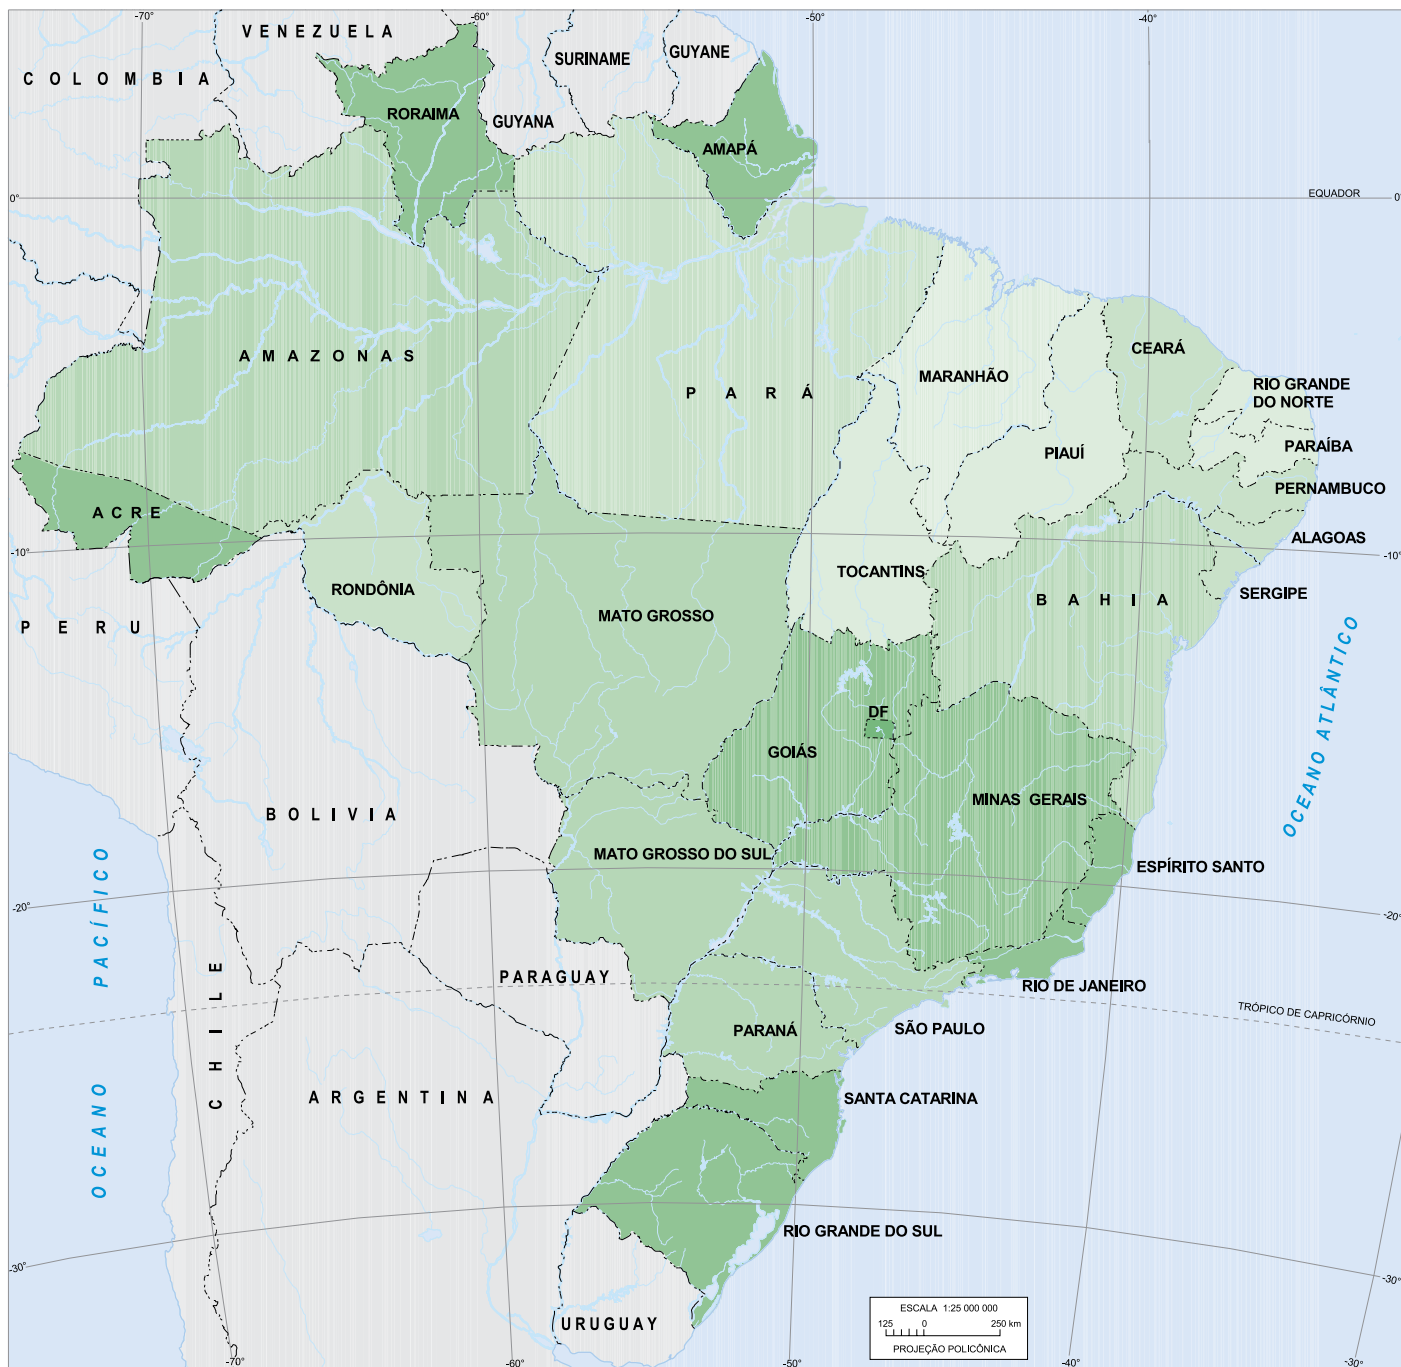 -70°
-60°
-50°
-40°
VENEZUELA
SURINAME
GUYANE
COLOMBIA
RORAIMA
GUYANA
AMAPÁ
EQUADOR
0°
0°
AMAZONAS
PARÁ
MARANHÃO
CEARÁ
RIO GRANDE
DO NORTE
PIAUÍ
PARAÍBA
PERNAMBUCO
ACRE
ALAGOAS
-10°
-10°
RONDÔNIA
TOCANTINS
BAHIA
SERGIPE
PERU
MATO GROSSO
OCEANO ATLÂNTICO
DF
GOIÁS
MINAS GERAIS
BOLIVIA
MATO GROSSO DO SUL
ESPÍRITO SANTO
-20°
-20°
OCEANO PACÍFICO
CHILE
PARAGUAY
RIO DE JANEIRO
TRÓPICO DE CAPRICÓRNIO
PARANÁ
SÃO PAULO
ARGENTINA
SANTA CATARINA
RIO GRANDE DO SUL
-30°
-30°
URUGUAY
ESCALA 1:25 000 000
125 0 250 km
PROJEÇÃO POLICÔNICA
-70°
-60°
-50°
-40°
-30°